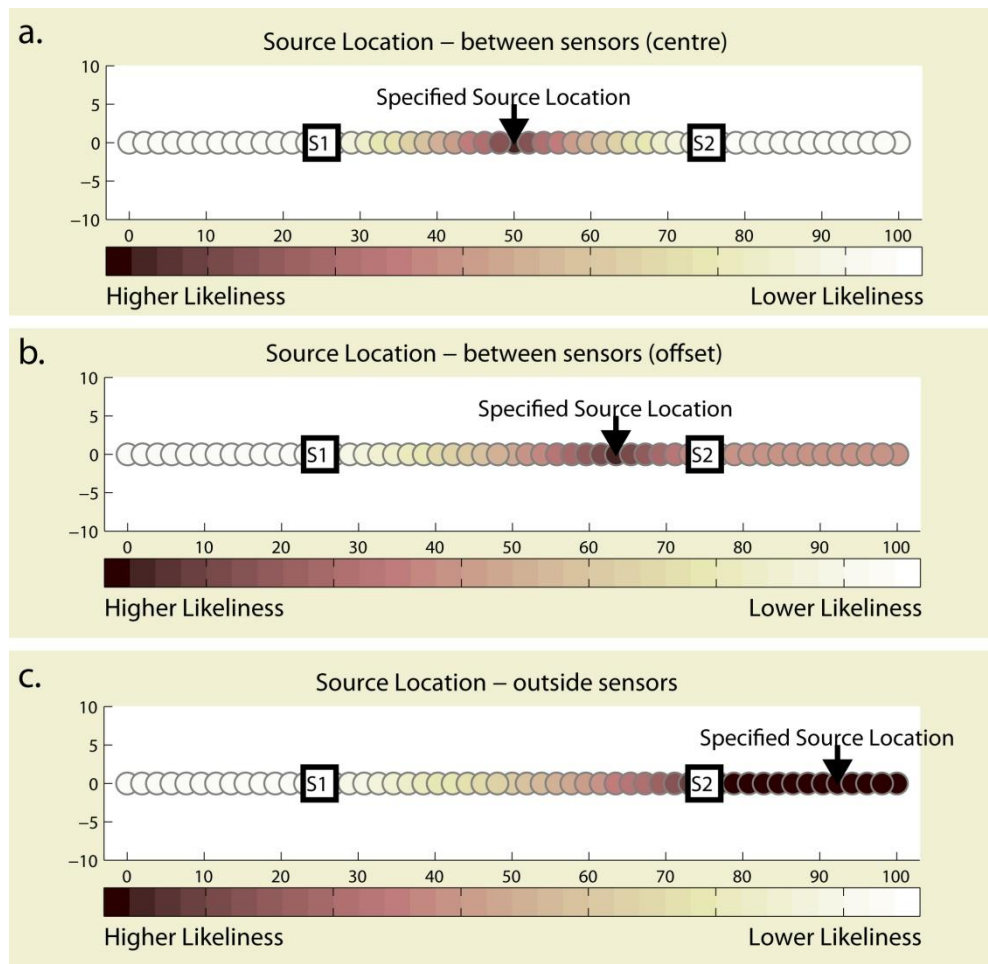 a.
Source Location – between sensors (centre)
10
Specified Source Location
5
S1
S2
0
−5
−10
0 10 20 30 40 50 60 70 80 90 100
Higher Likeliness Lower Likeliness
b.
Source Location – between sensors (offset)
10
Specified Source Location
5
S1
S2
0
−5
−10
0 10 20 30 40 50 60 70 80 90 100
Higher Likeliness Lower Likeliness
c.
Source Location – outside sensors
10
Specified Source Location
5
S1
S2
0
−5
−10
0 10 20 30 40 50 60 70 80 90 100
Higher Likeliness Lower Likeliness